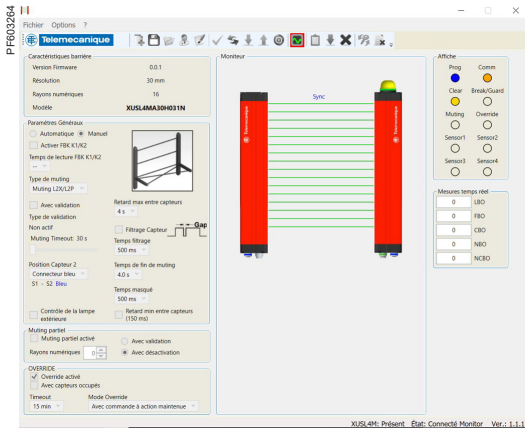 PF603264
Fichier Options ?
Telemecanique
Caractéristiques barrière
Version Firmware 0.0.1
Résolution 30 mm
Rayons numériques 16
Modèle XUSL4MA30H031N
Paramètres Généraux
Automatique Manuel
Activer FBK K1/K2
Temps de lecture FBK K1/K2
--
Type de muting
Muting L2X/L2P
Avec validation
Type de validation
Non actif
Muting Timeout: 30 s
Retard max entre capteurs
4 s
Filtrage Capteur
Gap
Temps filtrage
500 ms
Position Capteur 2
Connecteur bleu
S1 - S2 Bleu
Temps de fin de muting
4.0 s
Temps masqué
500 ms
Contrôle de la lampe extérieure
Retard min entre capteurs (150 ms)
Muting partiel
Muting partiel activé
Avec validation
Rayons numériques 0
Avec désactivation
OVERRIDE
Override activé
Avec capteurs occupés
Timeout Mode Override
15 min Avec commande à action maintenue
Moniteur
Sync
Telemecanique
Telemecanique
Affiche
Prog Comm
Clear Break/Guard
Muting Override
Sensor1 Sensor2
Sensor3 Sensor4
Mesures temps réel
0 LBO
0 FBO
0 CBO
0 NBO
0 NCBO
XUSL4M: Présent État: Connecté Monitor Ver.: 1.1.1